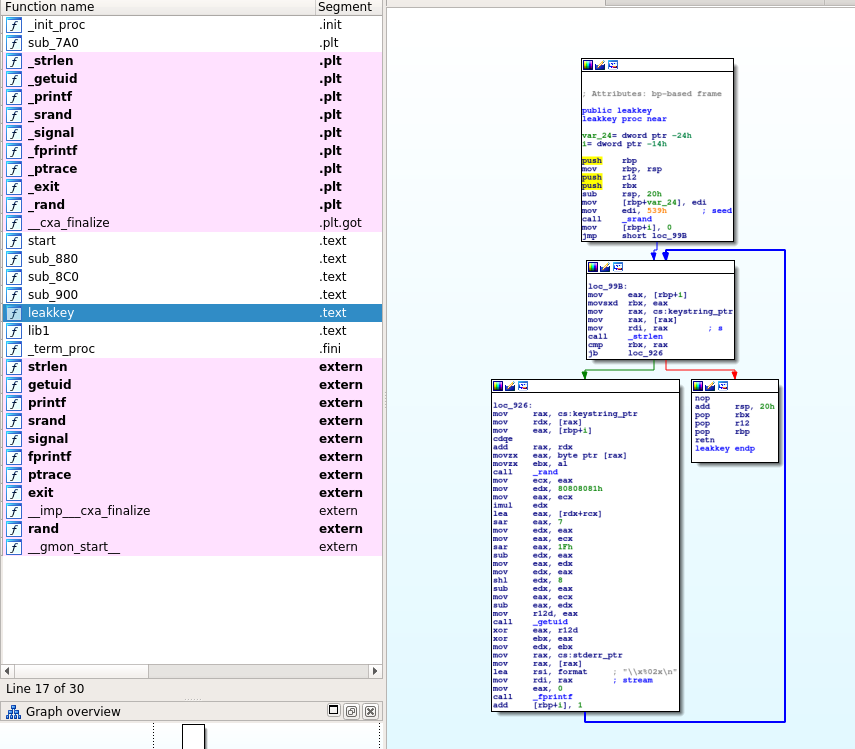 Function name Segment
_init_proc .init
sub_7A0 .plt
_strlen .plt
_getuid .plt
_printf .plt
_srand .plt
_signal .plt
_fprintf .plt
_ptrace .plt
_exit .plt
_rand .plt
__cxa_finalize .plt.got
start .text
sub_880 .text
sub_8C0 .text
sub_900 .text
leakkey .text
lib1 .text
_term_proc .fini
strlen extern
getuid extern
printf extern
srand extern
signal extern
fprintf extern
ptrace extern
exit extern
__imp___cxa_finalize extern
rand extern
__gmon_start__ extern
Line 17 of 30
Graph overview
; Attributes: bp-based frame
public leakkey
leakkey proc near
var_24= dword ptr -24h
i= dword ptr -14h
push rbp
mov rbp, rsp
push r12
push rbx
sub rsp, 20h
mov [rbp+var_24], edi
mov edi, 539h ; seed
call _srand
mov [rbp+i], 0
jmp short loc_99B
loc_99B:
mov eax, [rbp+i]
movsxd rbx, eax
mov rax, cs:keystring_ptr
mov rax, [rax]
mov rdi, rax ; s
call _strlen
cmp rbx, rax
jb loc_926
loc_926:
mov rax, cs:keystring_ptr
mov rdx, [rax]
mov eax, [rbp+i]
cdqe
add rax, rdx
movzx eax, byte ptr [rax]
movzx ebx, al
call _rand
mov ecx, eax
mov edx, 80808081h
mov eax, ecx
imul edx
lea eax, [rdx+rcx]
sar eax, 7
mov edx, eax
mov eax, ecx
sar eax, 1Fh
sub edx, eax
mov eax, edx
mov edx, eax
shl edx, 8
sub edx, eax
mov eax, ecx
sub eax, edx
mov r12d, eax
call _getuid
xor eax, r12d
xor ebx, eax
mov edx, ebx
mov rax, cs:stderr_ptr
mov rax, [rax]
lea rsi, format ; "\\x%02x\n"
mov rdi, rax ; stream
mov eax, 0
call _fprintf
add [rbp+i], 1
nop
add rsp, 20h
pop rbx
pop r12
pop rbp
retn
leakkey endp